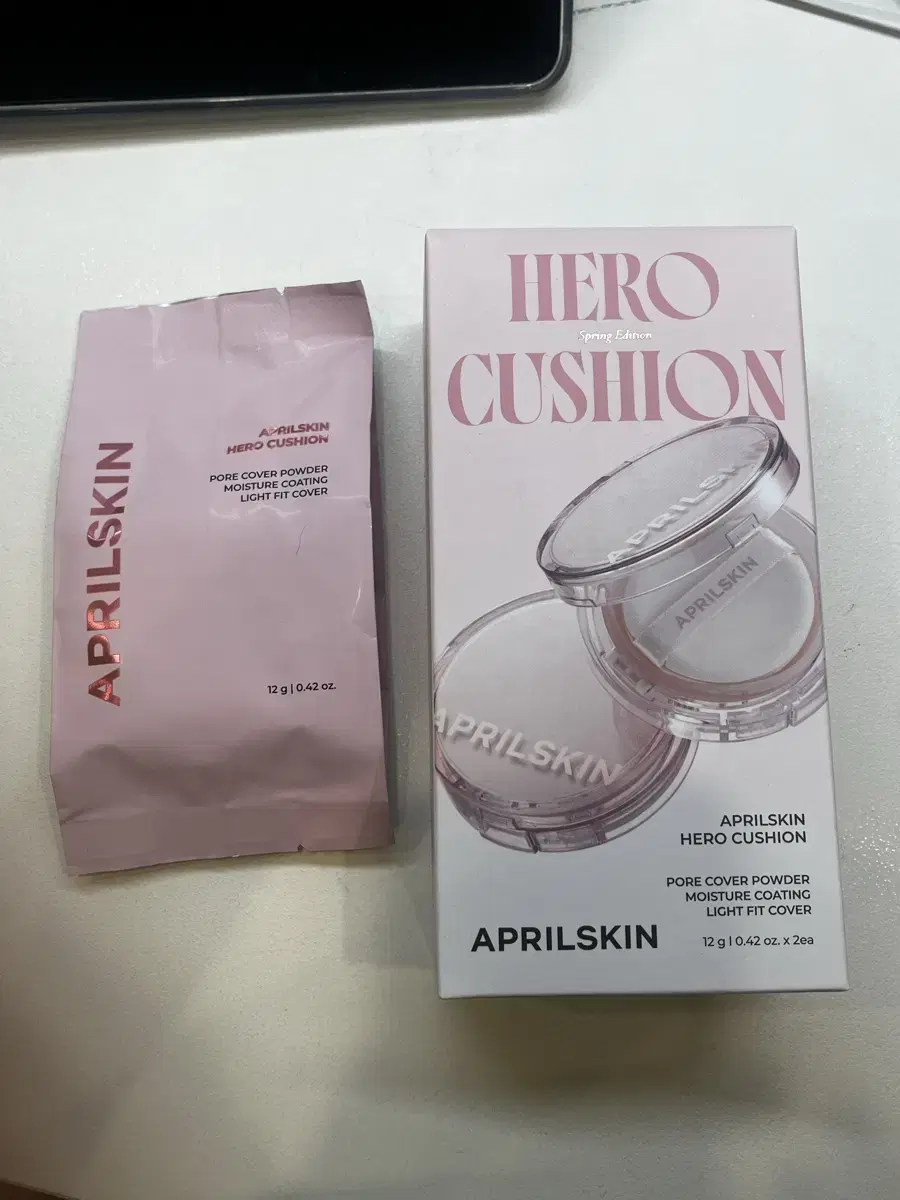 APRILSKIN
APRILSKIN
HERO CUSHION
PORE COVER POWDER
MOISTURE COATING
LIGHT FIT COVER
12 g | 0.42 oz.
HERO
Spring Edition
CUSHION
APRILSKIN
APRILSKIN
APRILSKIN
APRILSKIN
HERO CUSHION
PORE COVER POWDER
MOISTURE COATING
LIGHT FIT COVER
APRILSKIN
12 g | 0.42 oz. x 2ea